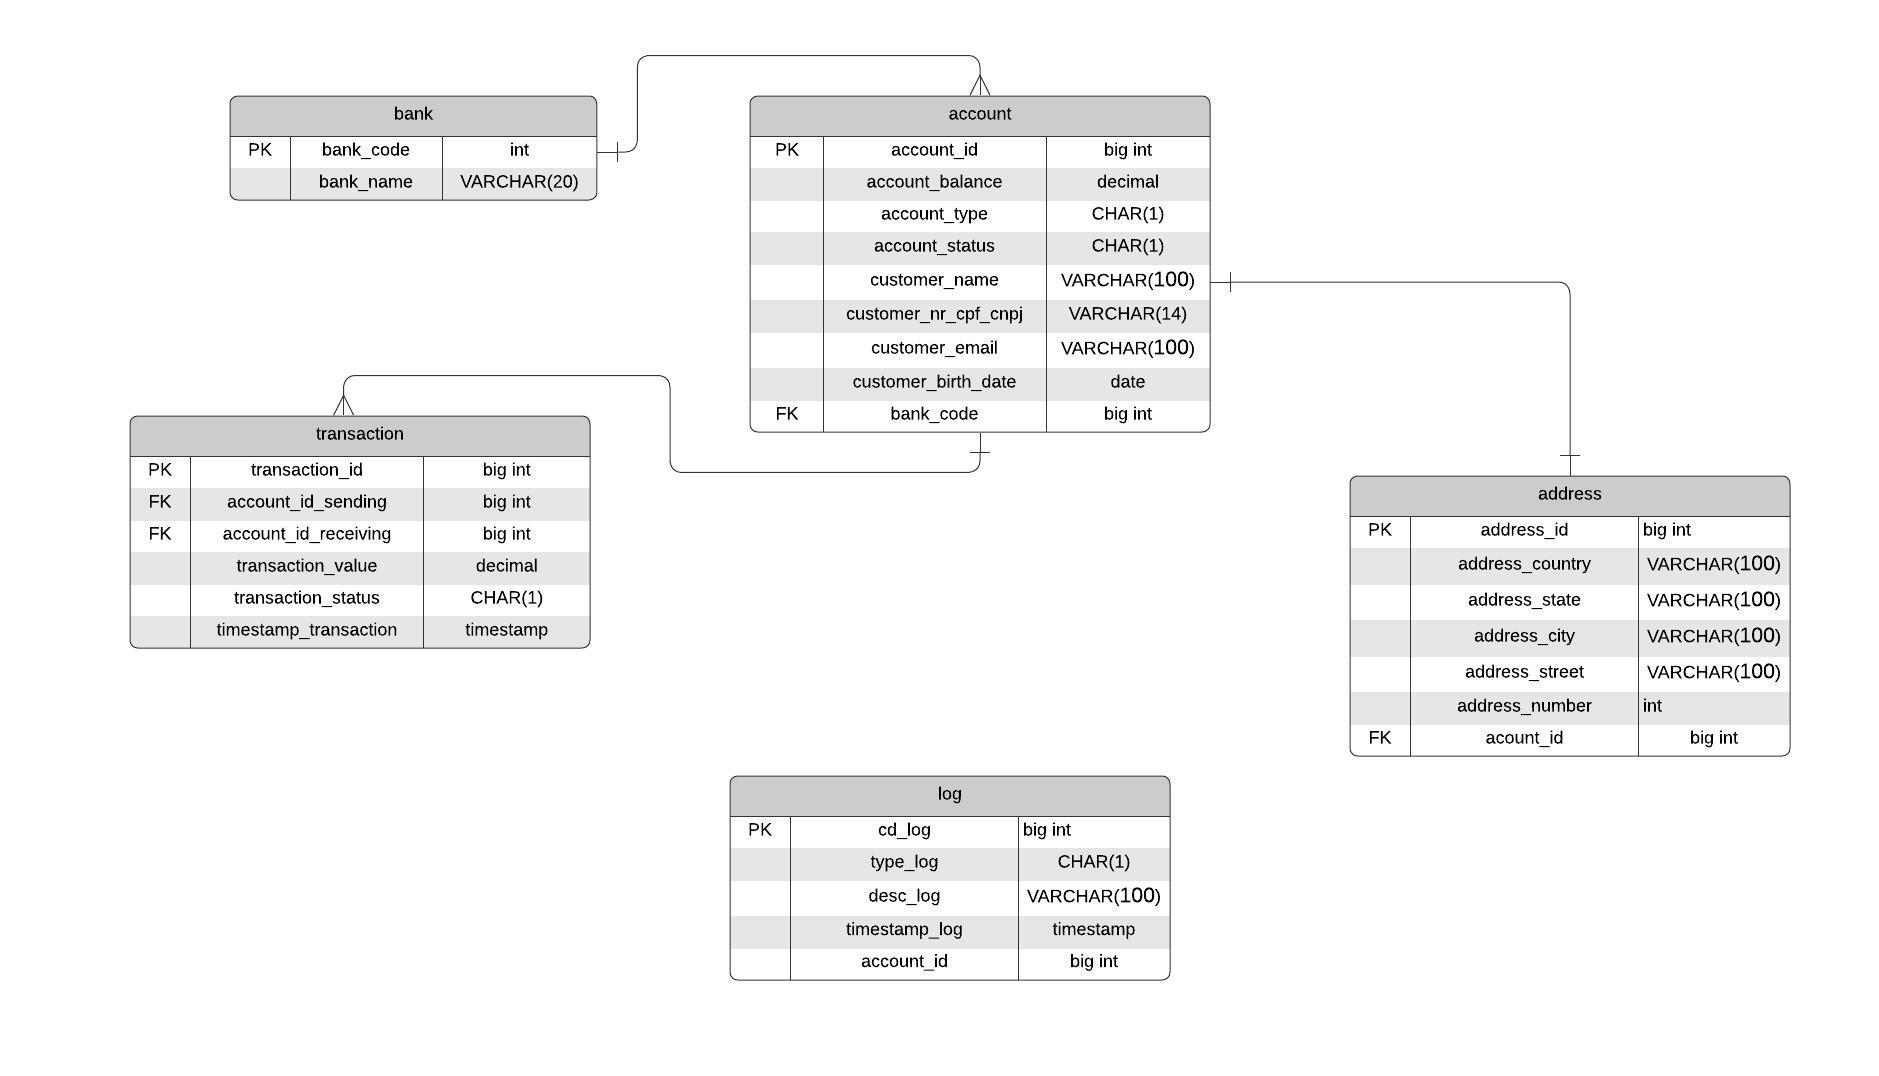 bank
PK bank_code int
bank_name VARCHAR(20)
account
PK account_id big int
account_balance decimal
account_type CHAR(1)
account_status CHAR(1)
customer_name VARCHAR(100)
customer_nr_cpf_cnpj VARCHAR(14)
customer_email VARCHAR(100)
customer_birth_date date
FK bank_code big int
transaction
PK transaction_id big int
FK account_id_sending big int
FK account_id_receiving big int
transaction_value decimal
transaction_status CHAR(1)
timestamp_transaction timestamp
address
PK address_id big int
address_country VARCHAR(100)
address_state VARCHAR(100)
address_city VARCHAR(100)
address_street VARCHAR(100)
address_number int
FK acount_id big int
log
PK cd_log big int
type_log CHAR(1)
desc_log VARCHAR(100)
timestamp_log timestamp
account_id big int